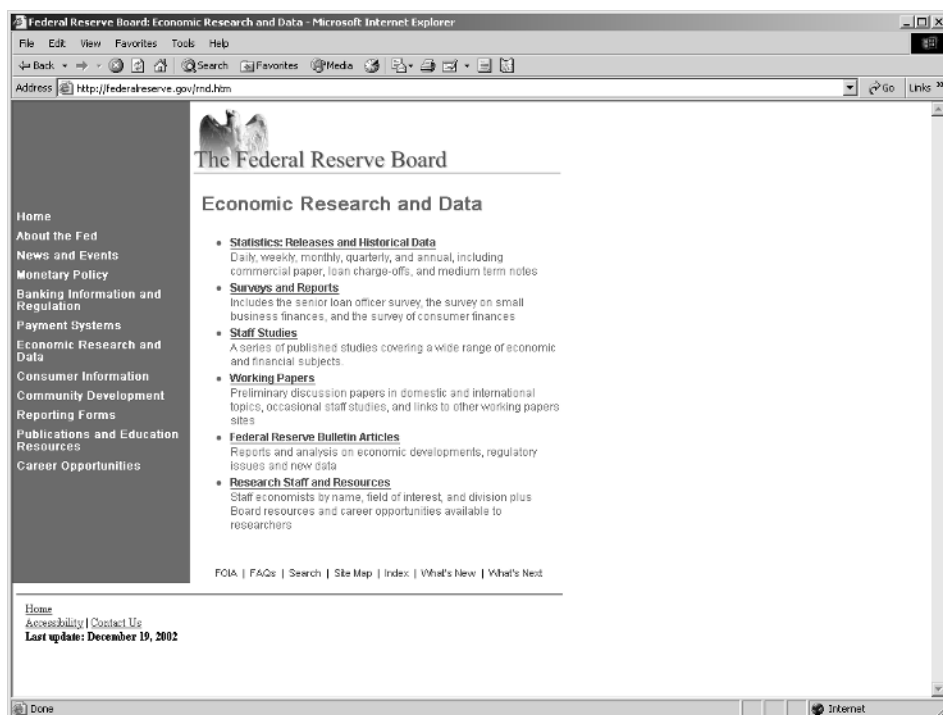 Federal Reserve Board: Economic Research and Data - Microsoft Internet Explorer
File Edit View Favorites Tools Help
Back Search Favorites Media
Address http://federalreserve.gov/rnd.htm Go Links »
The Federal Reserve Board
Economic Research and Data
Home
About the Fed
News and Events
Monetary Policy
Banking Information and
Regulation
Payment Systems
Economic Research and
Data
Consumer Information
Community Development
Reporting Forms
Publications and Education
Resources
Career Opportunities
• Statistics: Releases and Historical Data
Daily, weekly, monthly, quarterly, and annual, including
commercial paper, loan charge-offs, and medium term notes
• Surveys and Reports
Includes the senior loan officer survey, the survey on small
business finances, and the survey of consumer finances
• Staff Studies
A series of published studies covering a wide range of economic
and financial subjects.
• Working Papers
Preliminary discussion papers in domestic and international
topics, occasional staff studies, and links to other working papers
sites
• Federal Reserve Bulletin Articles
Reports and analysis on economic developments, regulatory
issues and new data
• Research Staff and Resources
Staff economists by name, field of interest, and division plus
Board resources and career opportunities available to
researchers
FOIA | FAQs | Search | Site Map | Index | What's New | What's Next
Home
Accessibility | Contact Us
Last update: December 19, 2002
Done Internet